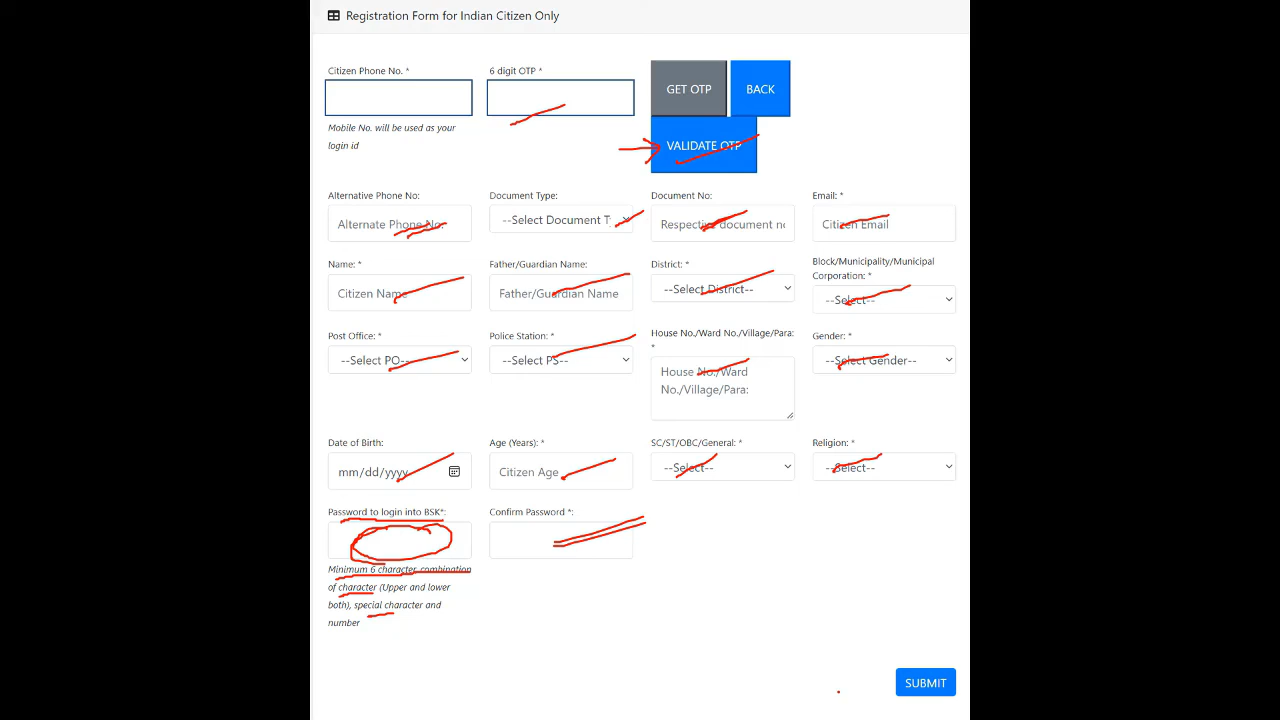 Registration Form for Indian Citizen Only
Citizen Phone No. *
6 digit OTP *
GET OTP
BACK
Mobile No. will be used as your
login id
VALIDATE OTP
Alternative Phone No:
Document Type:
Document No:
Email: *
Alternate Phone No.
--Select Document T
Respective document no
Citizen Email
Name: *
Father/Guardian Name:
District: *
Block/Municipality/Municipal
Corporation: *
Citizen Name
Father/Guardian Name
--Select District--
--Select--
Post Office: *
Police Station: *
House No./Ward No./Village/Para:
*
Gender: *
--Select PO--
--Select PS--
House No./Ward
No./Village/Para:
--Select Gender--
Date of Birth:
Age (Years): *
SC/ST/OBC/General: *
Religion: *
mm/dd/yyyy
Citizen Age
--Select--
--Select--
Password to login into BSK*:
Confirm Password *:
Minimum 6 character combination
of character (Upper and lower
both), special character and
number
SUBMIT